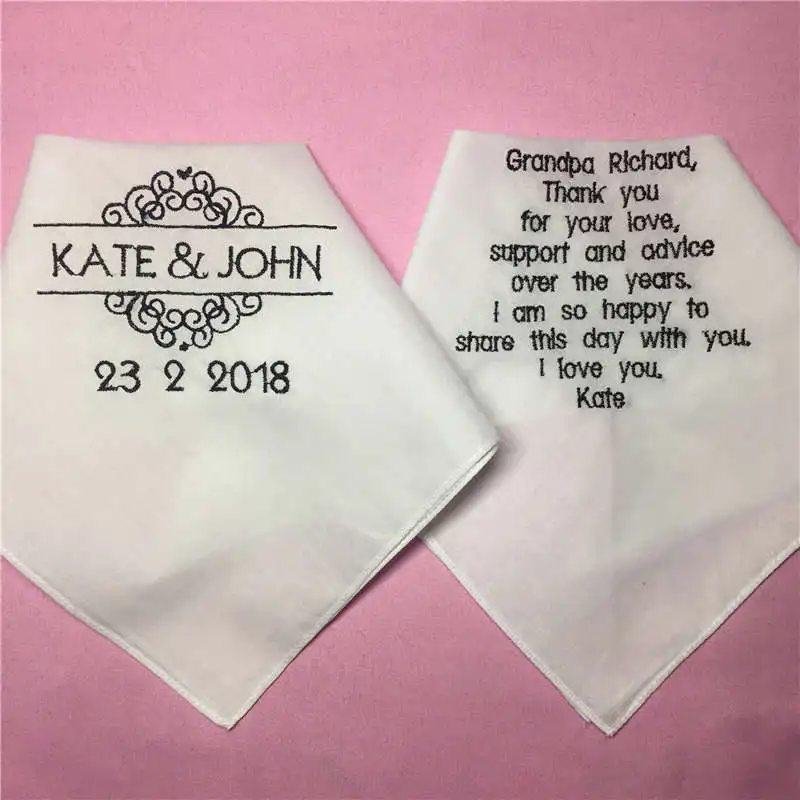 KATE & JOHN
23 2 2018
Grandpa Richard,
Thank you
for your love,
support and advice
over the years.
I am so happy to
share this day with you.
I love you.
Kate